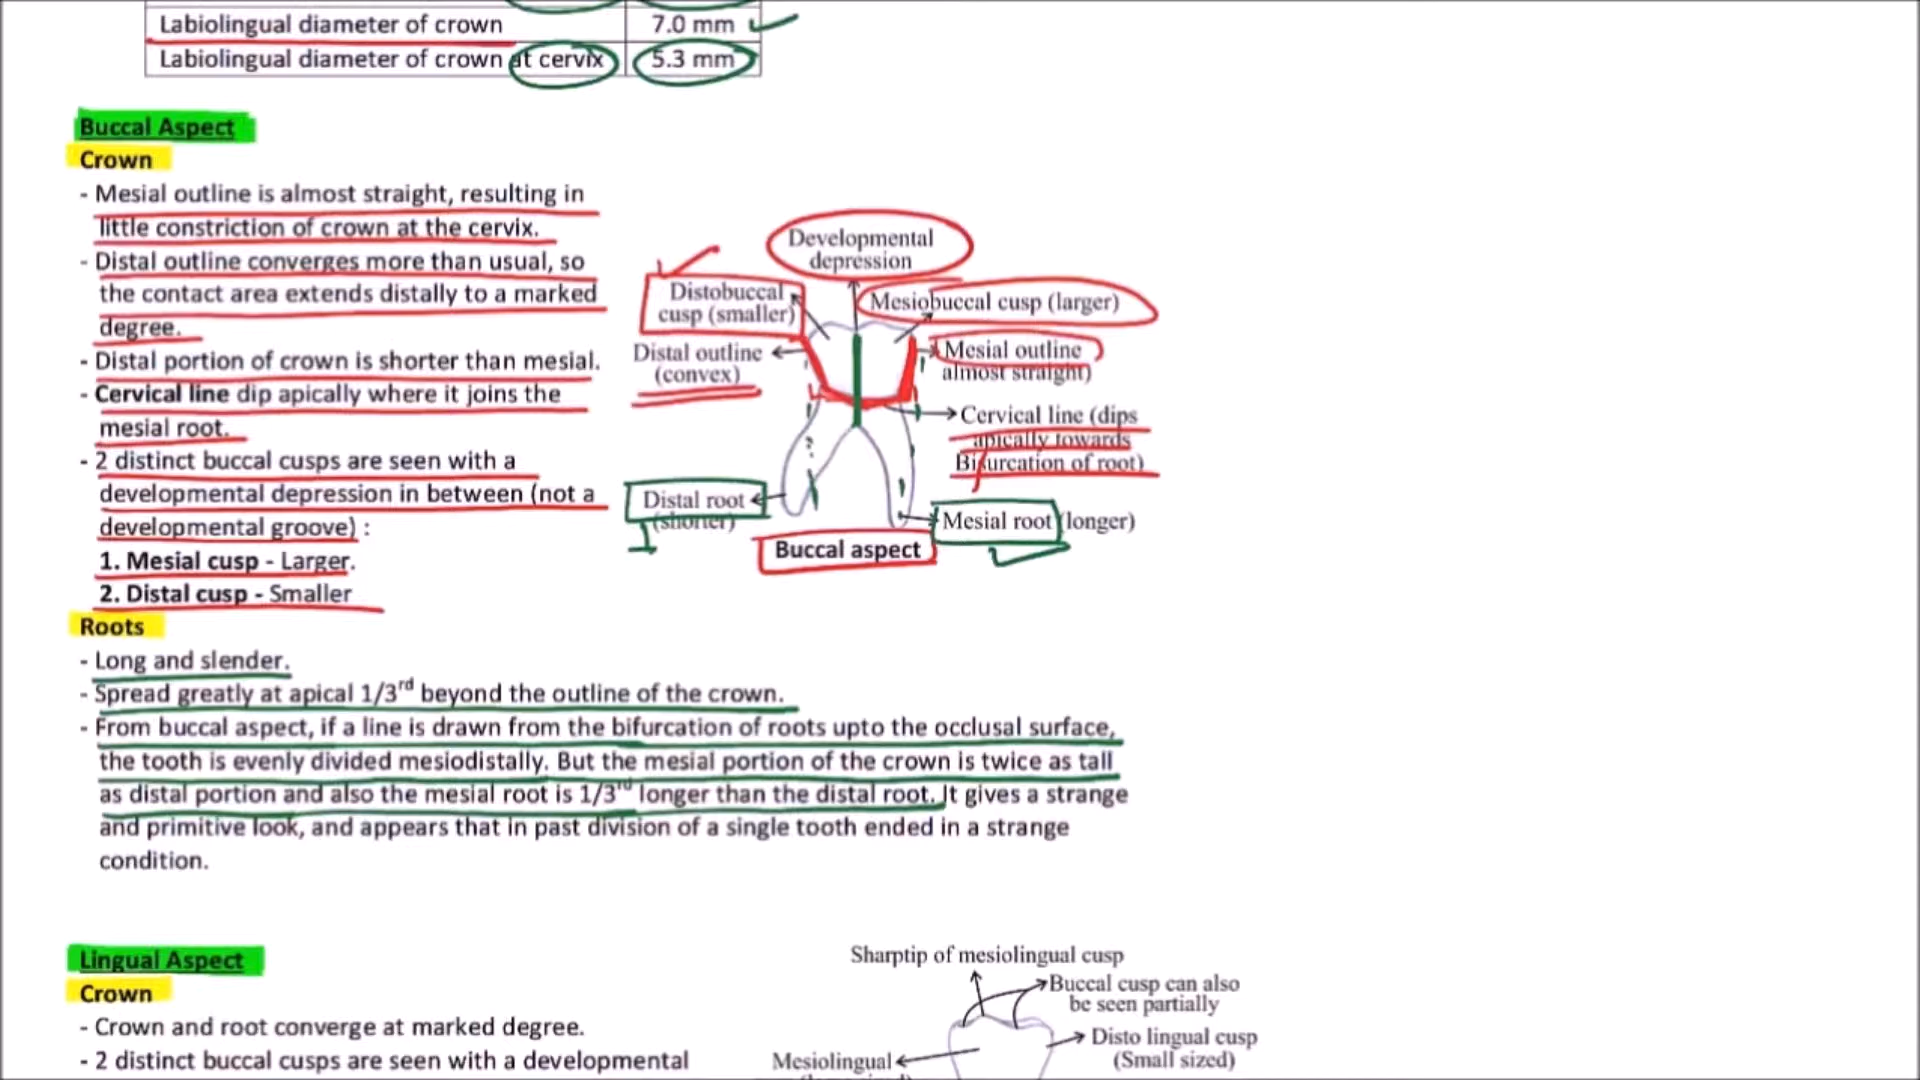 Labiolingual diameter of crown 7.0 mm
Labiolingual diameter of crown at cervix 5.3 mm
Buccal Aspect
Crown
- Mesial outline is almost straight, resulting in
little constriction of crown at the cervix.
- Distal outline converges more than usual, so
the contact area extends distally to a marked
degree.
- Distal portion of crown is shorter than mesial.
- Cervical line dip apically where it joins the
mesial root.
- 2 distinct buccal cusps are seen with a
developmental depression in between (not a
developmental groove) :
1. Mesial cusp - Larger.
2. Distal cusp - Smaller
Developmental
depression
Distobuccal
cusp (smaller)
Mesiobuccal cusp (larger)
Distal outline
(convex)
Mesial outline
almost straight)
Cervical line (dips
apically towards
Bifurcation of root)
Distal root
(shorter)
Mesial root (longer)
Buccal aspect
Roots
- Long and slender.
- Spread greatly at apical 1/3rd beyond the outline of the crown.
- From buccal aspect, if a line is drawn from the bifurcation of roots upto the occlusal surface,
the tooth is evenly divided mesiodistally. But the mesial portion of the crown is twice as tall
as distal portion and also the mesial root is 1/3rd longer than the distal root. It gives a strange
and primitive look, and appears that in past division of a single tooth ended in a strange
condition.
Lingual Aspect
Crown
- Crown and root converge at marked degree.
- 2 distinct buccal cusps are seen with a developmental
Sharptip of mesiolingual cusp
Buccal cusp can also
be seen partially
Disto lingual cusp
(Small sized)
Mesiolingual